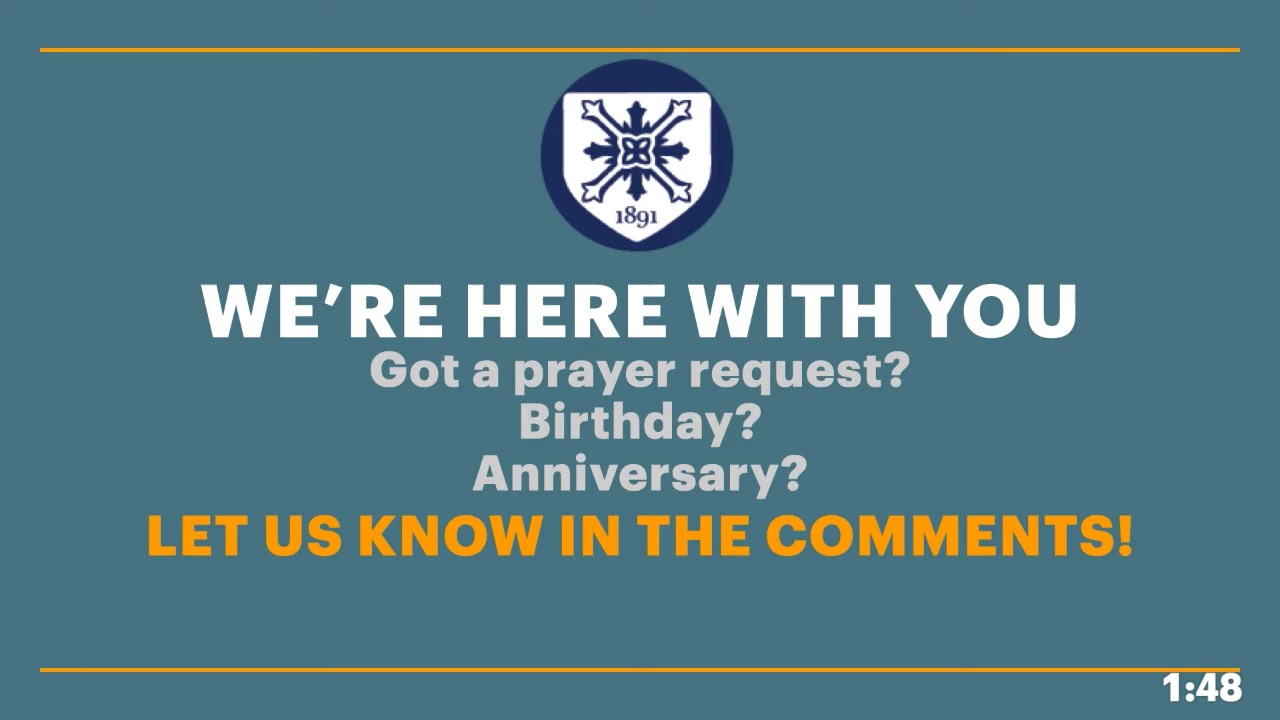 1891
WE’RE HERE WITH YOU
Got a prayer request?
Birthday?
Anniversary?
LET US KNOW IN THE COMMENTS!
1:48